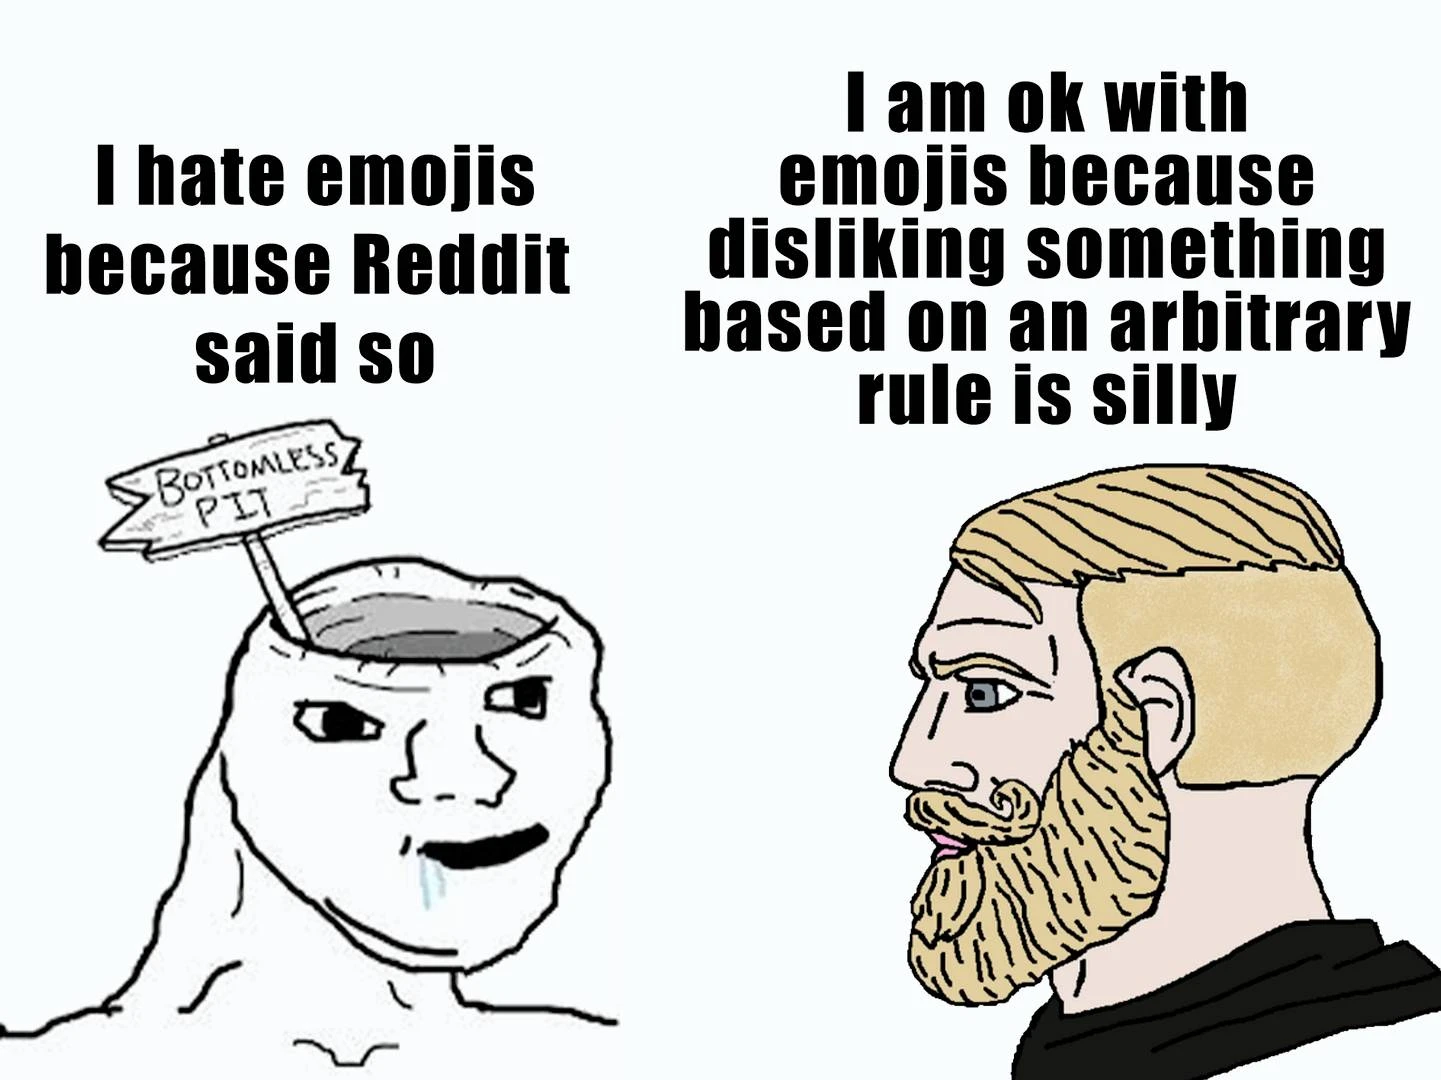 I hate emojis
because Reddit
said so
I am ok with
emojis because
disliking something
based on an arbitrary
rule is silly
BOTTOMLESS
PIT